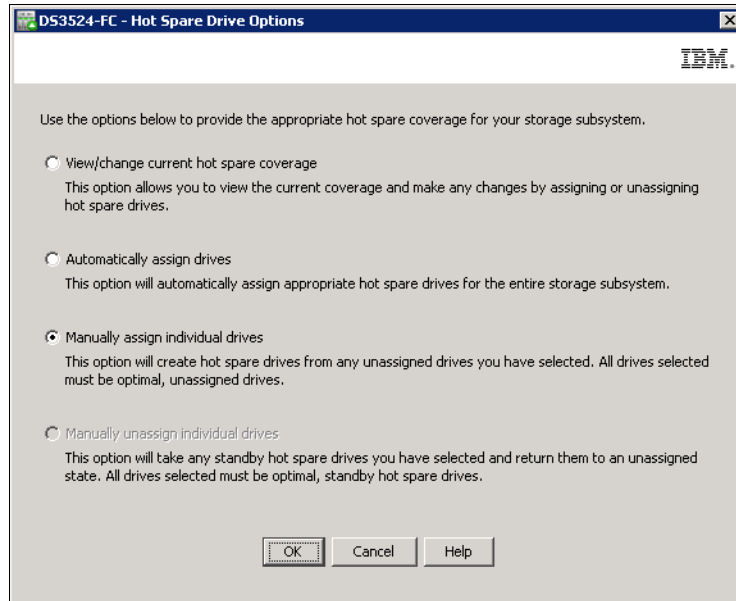 DS3524-FC - Hot Spare Drive Options
IBM.
Use the options below to provide the appropriate hot spare coverage for your storage subsystem.
View/change current hot spare coverage
This option allows you to view the current coverage and make any changes by assigning or unassigning
hot spare drives.
Automatically assign drives
This option will automatically assign appropriate hot spare drives for the entire storage subsystem.
Manually assign individual drives
This option will create hot spare drives from any unassigned drives you have selected. All drives selected
must be optimal, unassigned drives.
Manually unassign individual drives
This option will take any standby hot spare drives you have selected and return them to an unassigned
state. All drives selected must be optimal, standby hot spare drives.
OK Cancel Help